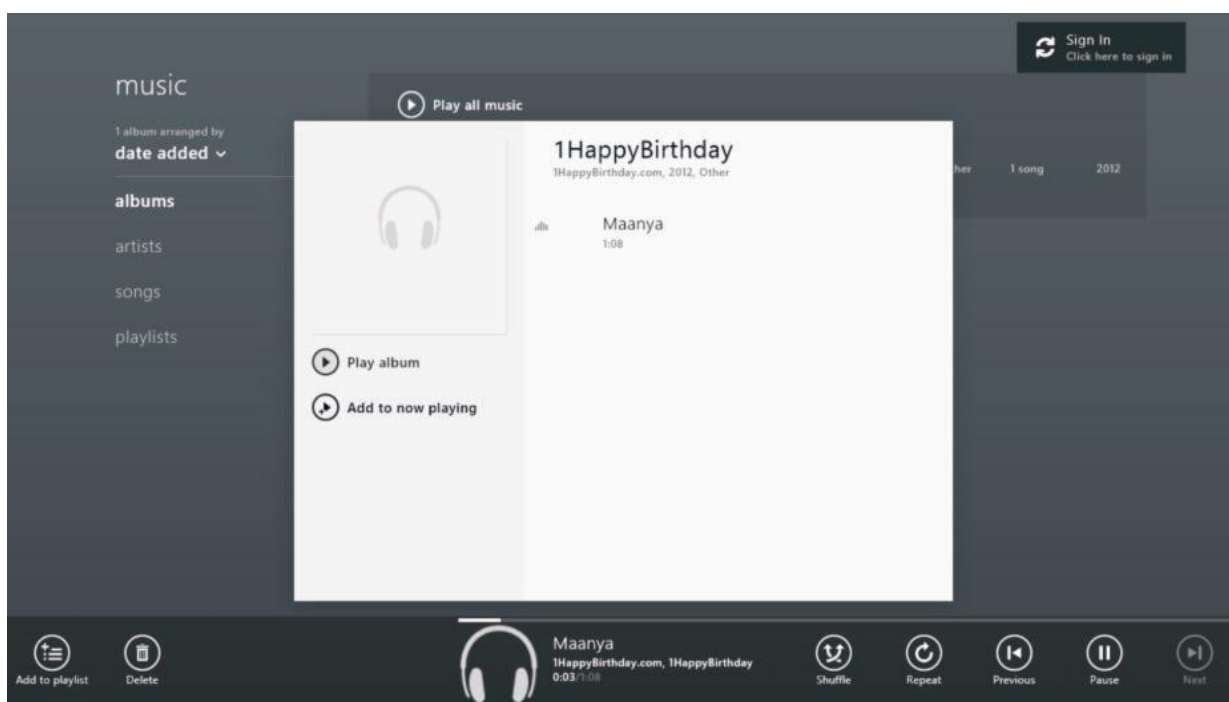 Sign In
Click here to sign in
music
1 album arranged by
date added
albums
artists
songs
playlists
Play all music
1 song
2012
1HappyBirthday
1HappyBirthday.com, 2012, Other
Maanya
1:08
Play album
Add to now playing
Add to playlist
Delete
Maanya
1HappyBirthday.com, 1HappyBirthday
0:03/1:08
Shuffle
Repeat
Previous
Pause
Next